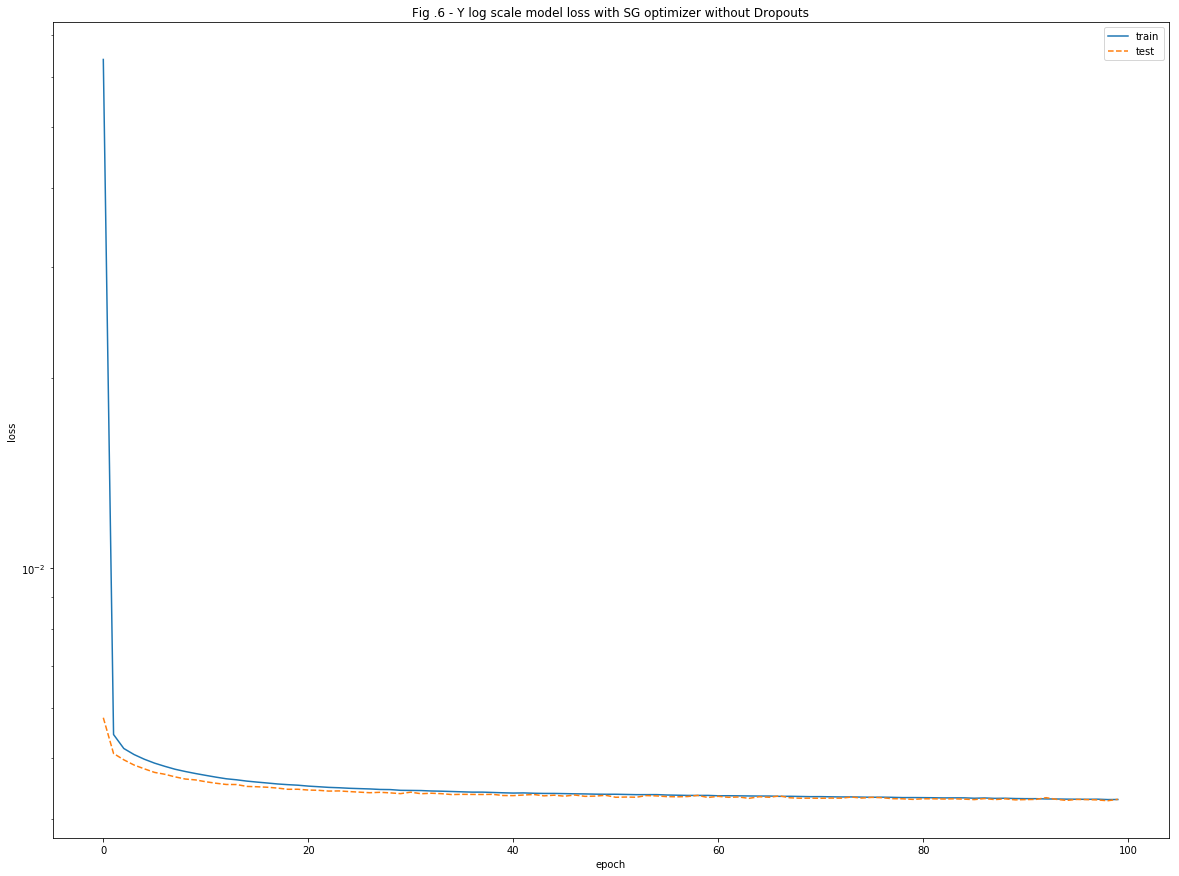 Fig .6 - Y log scale model loss with SG optimizer without Dropouts
train
test
loss
10⁻²
0 20 40 60 80 100
epoch